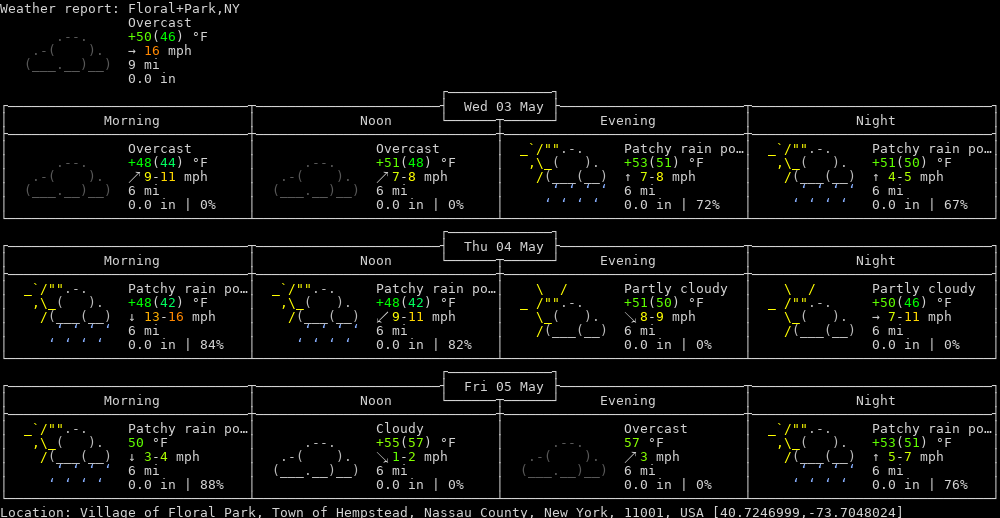 Weather report: Floral+Park,NY
Overcast
+50(46) °F
→ 16 mph
9 mi
0.0 in
Wed 03 May
Morning Noon Evening Night
Overcast Overcast Patchy rain po… Patchy rain po…
+48(44) °F +51(48) °F +53(51) °F +51(50) °F
↗ 9-11 mph ↗ 7-8 mph ↑ 7-8 mph ↑ 4-5 mph
6 mi 6 mi 6 mi 6 mi
0.0 in | 0% 0.0 in | 0% 0.0 in | 72% 0.0 in | 67%
Thu 04 May
Morning Noon Evening Night
Patchy rain po… Patchy rain po… Partly cloudy Partly cloudy
+48(42) °F +48(42) °F +51(50) °F +50(46) °F
↓ 13-16 mph ↙ 9-11 mph ↘ 8-9 mph → 7-11 mph
6 mi 6 mi 6 mi 6 mi
0.0 in | 84% 0.0 in | 82% 0.0 in | 0% 0.0 in | 0%
Fri 05 May
Morning Noon Evening Night
Patchy rain po… Cloudy Overcast Patchy rain po…
50 °F +55(57) °F 57 °F +53(51) °F
↓ 3-4 mph ↘ 1-2 mph ↗ 3 mph ↑ 5-7 mph
6 mi 6 mi 6 mi 6 mi
0.0 in | 88% 0.0 in | 0% 0.0 in | 0% 0.0 in | 76%
Location: Village of Floral Park, Town of Hempstead, Nassau County, New York, 11001, USA [40.7246999,-73.7048024]